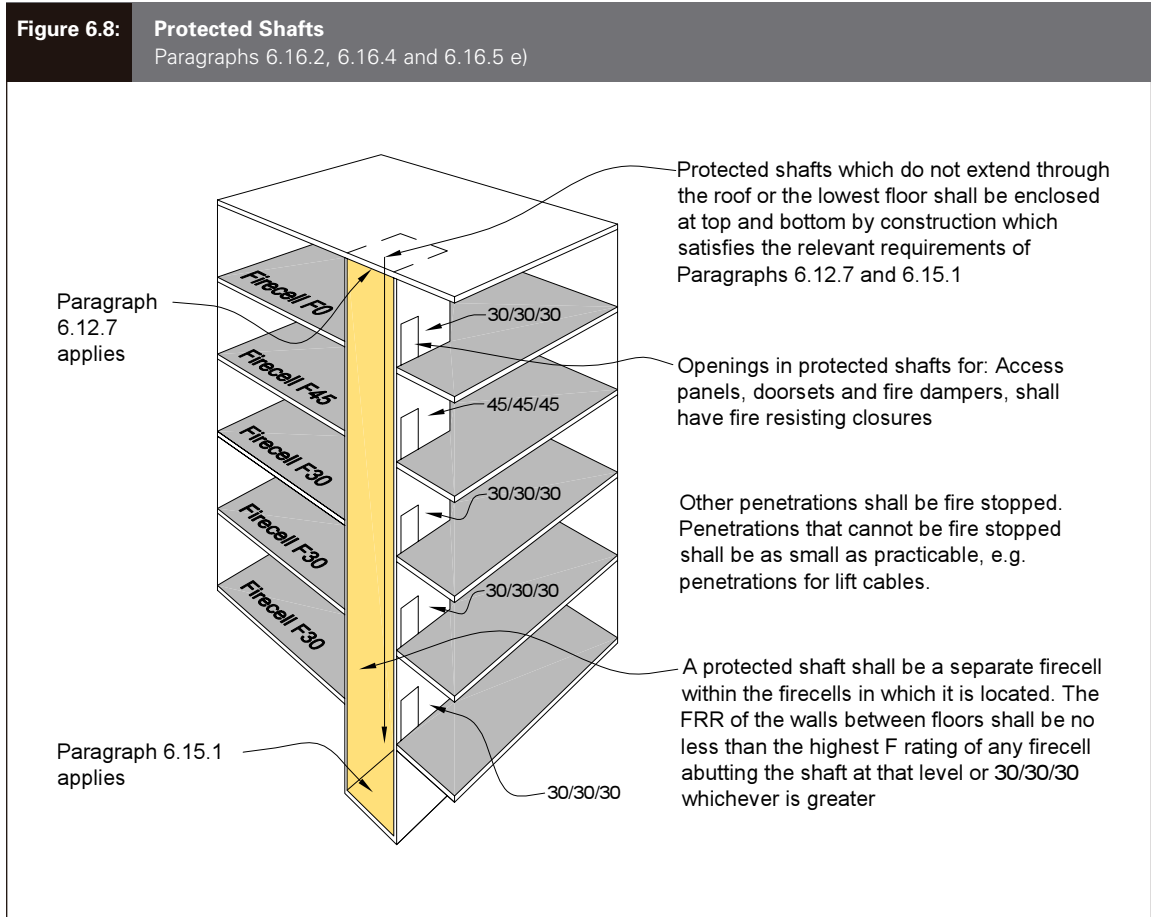 Figure 6.8:
Protected Shafts
Paragraphs 6.16.2, 6.16.4 and 6.16.5 e)
Protected shafts which do not extend through
the roof or the lowest floor shall be enclosed
at top and bottom by construction which
satisfies the relevant requirements of
Paragraphs 6.12.7 and 6.15.1
Paragraph
6.12.7
applies
Firecell F0
Firecell F45
Firecell F30
Firecell F30
Firecell F30
30/30/30
45/45/45
30/30/30
30/30/30
30/30/30
Openings in protected shafts for: Access
panels, doorsets and fire dampers, shall
have fire resisting closures
Other penetrations shall be fire stopped.
Penetrations that cannot be fire stopped
shall be as small as practicable, e.g.
penetrations for lift cables.
A protected shaft shall be a separate firecell
within the firecells in which it is located. The
FRR of the walls between floors shall be no
less than the highest F rating of any firecell
abutting the shaft at that level or 30/30/30
whichever is greater
Paragraph 6.15.1
applies